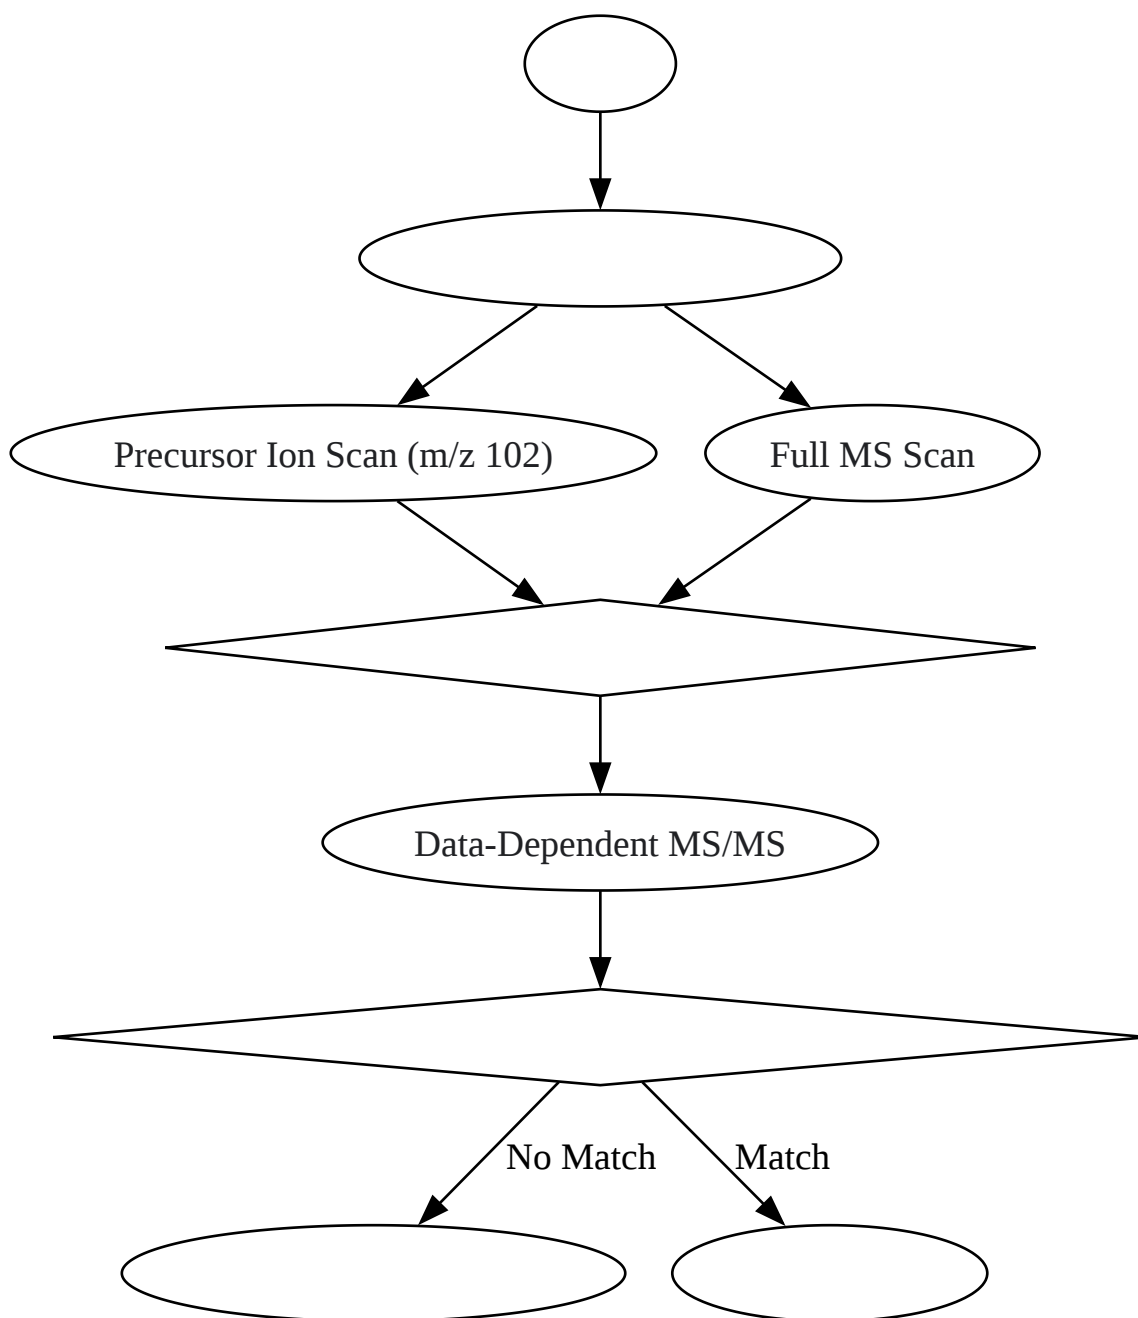 Precursor Ion Scan (m/z 102)
Full MS Scan
Data-Dependent MS/MS
No Match
Match